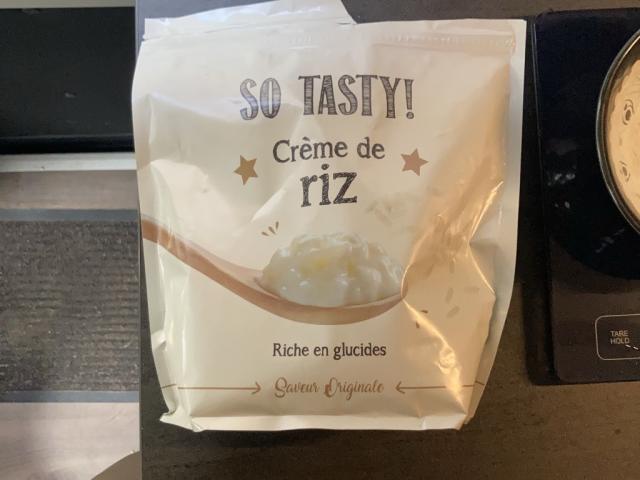 SO TASTY!
Crème de
riz
Riche en glucides
Saveur Originale
TARE
HOLD